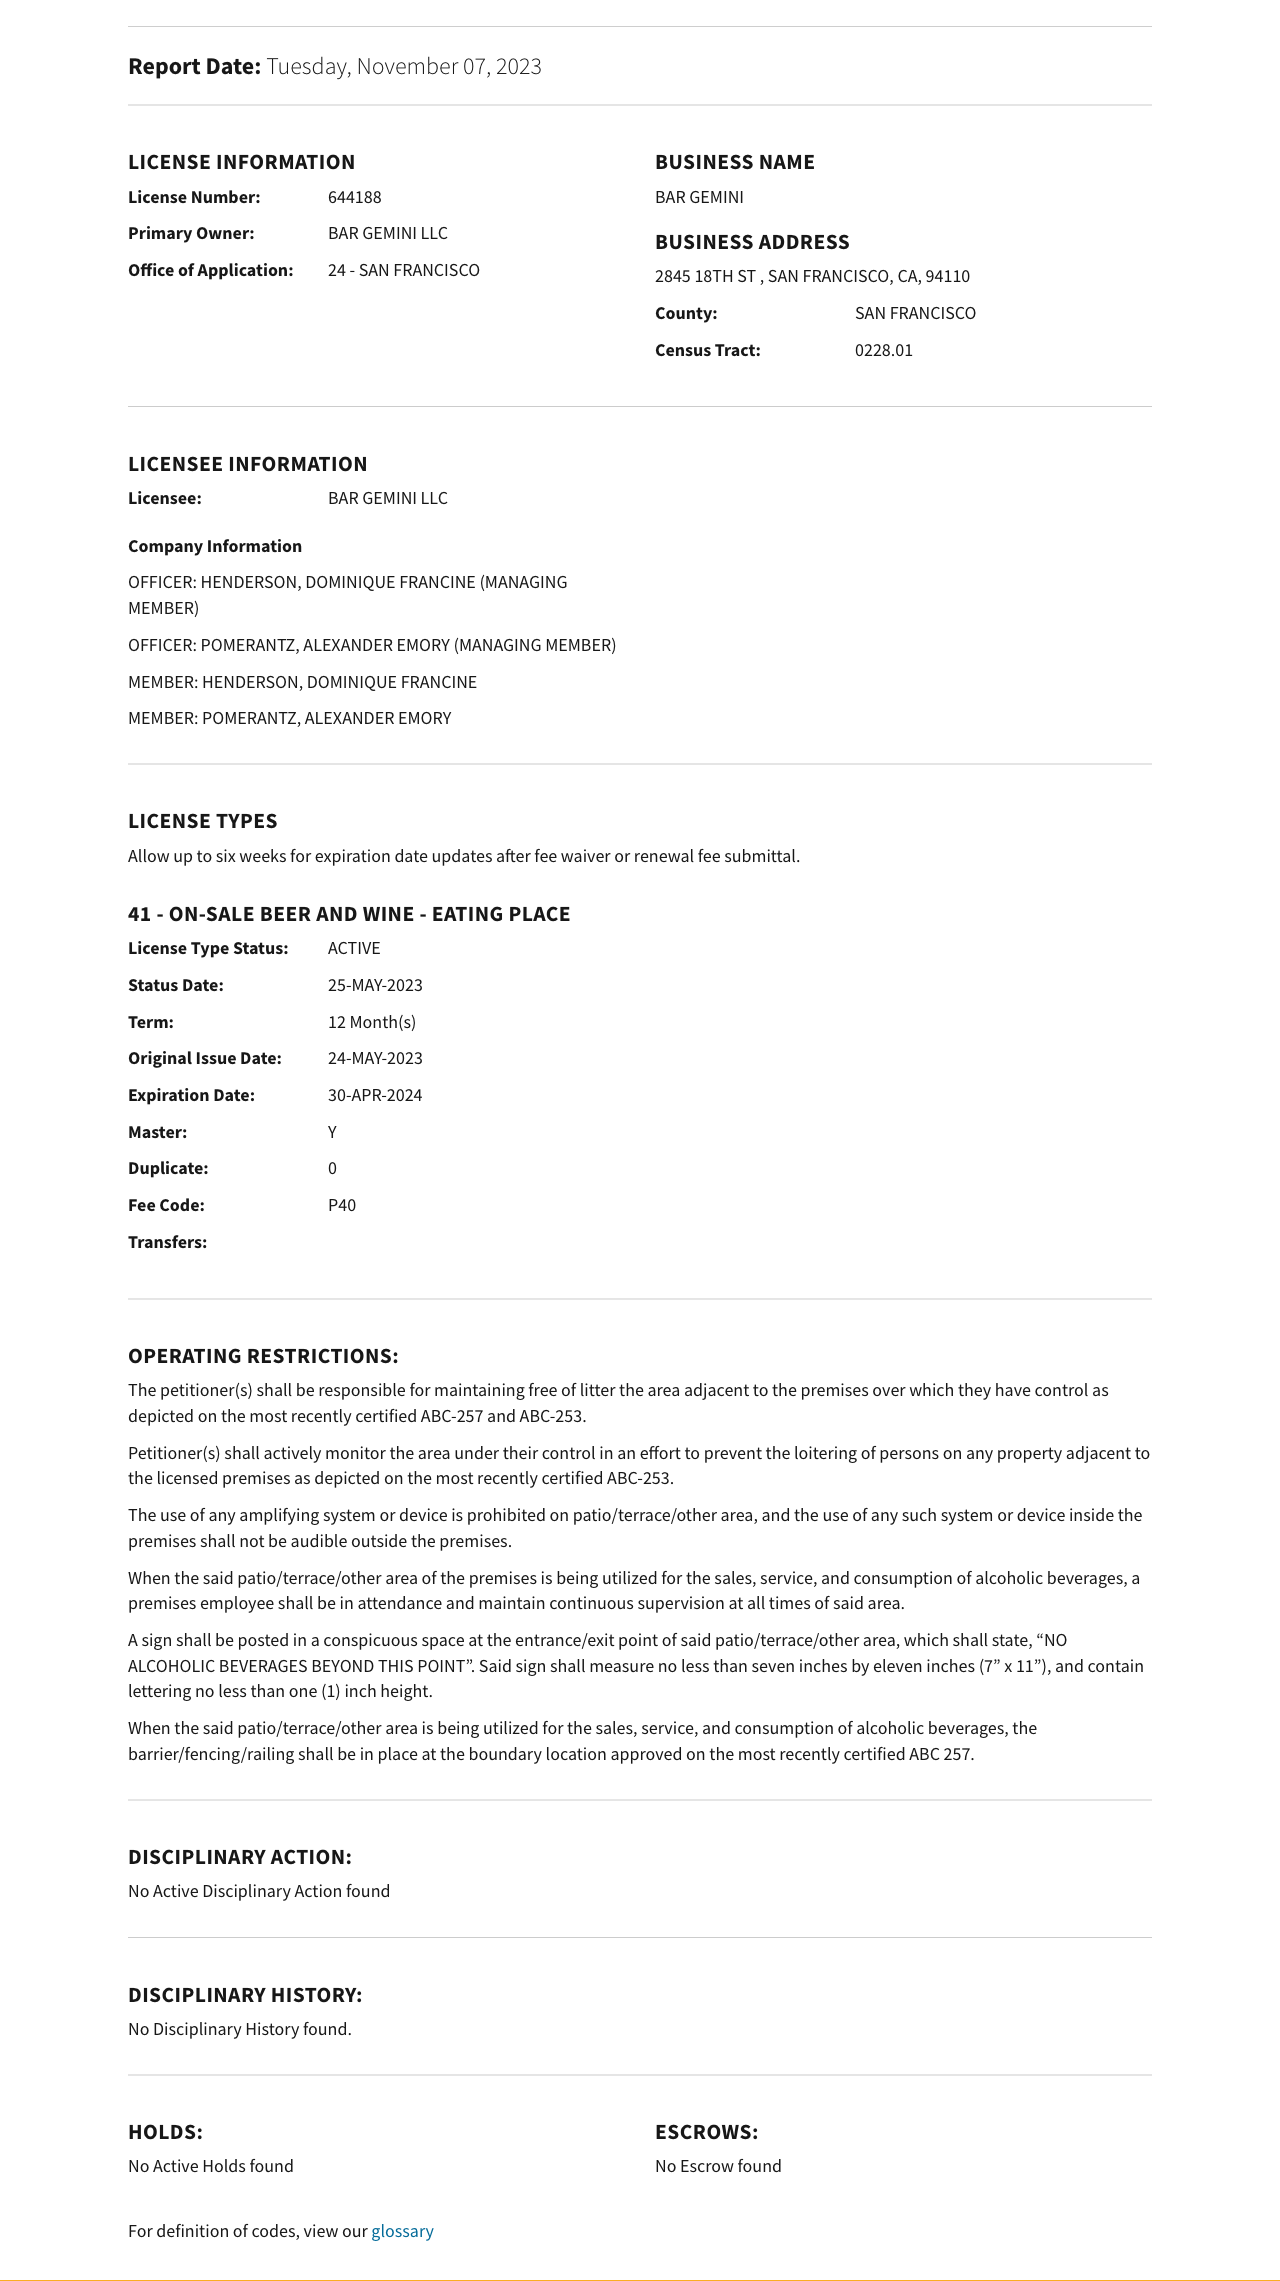 Report Date: Tuesday, November 07, 2023
LICENSE INFORMATION
License Number: 644188
Primary Owner: BAR GEMINI LLC
Office of Application: 24 - SAN FRANCISCO
BUSINESS NAME
BAR GEMINI
BUSINESS ADDRESS
2845 18TH ST , SAN FRANCISCO, CA, 94110
County: SAN FRANCISCO
Census Tract: 0228.01
LICENSEE INFORMATION
Licensee: BAR GEMINI LLC
Company Information
OFFICER: HENDERSON, DOMINIQUE FRANCINE (MANAGING
MEMBER)
OFFICER: POMERANTZ, ALEXANDER EMORY (MANAGING MEMBER)
MEMBER: HENDERSON, DOMINIQUE FRANCINE
MEMBER: POMERANTZ, ALEXANDER EMORY
LICENSE TYPES
Allow up to six weeks for expiration date updates after fee waiver or renewal fee submittal.
41 - ON-SALE BEER AND WINE - EATING PLACE
License Type Status: ACTIVE
Status Date: 25-MAY-2023
Term: 12 Month(s)
Original Issue Date: 24-MAY-2023
Expiration Date: 30-APR-2024
Master: Y
Duplicate: 0
Fee Code: P40
Transfers:
OPERATING RESTRICTIONS:
The petitioner(s) shall be responsible for maintaining free of litter the area adjacent to the premises over which they have control as
depicted on the most recently certified ABC-257 and ABC-253.
Petitioner(s) shall actively monitor the area under their control in an effort to prevent the loitering of persons on any property adjacent to
the licensed premises as depicted on the most recently certified ABC-253.
The use of any amplifying system or device is prohibited on patio/terrace/other area, and the use of any such system or device inside the
premises shall not be audible outside the premises.
When the said patio/terrace/other area of the premises is being utilized for the sales, service, and consumption of alcoholic beverages, a
premises employee shall be in attendance and maintain continuous supervision at all times of said area.
A sign shall be posted in a conspicuous space at the entrance/exit point of said patio/terrace/other area, which shall state, “NO
ALCOHOLIC BEVERAGES BEYOND THIS POINT”. Said sign shall measure no less than seven inches by eleven inches (7” x 11”), and contain
lettering no less than one (1) inch height.
When the said patio/terrace/other area is being utilized for the sales, service, and consumption of alcoholic beverages, the
barrier/fencing/railing shall be in place at the boundary location approved on the most recently certified ABC 257.
DISCIPLINARY ACTION:
No Active Disciplinary Action found
DISCIPLINARY HISTORY:
No Disciplinary History found.
HOLDS:
No Active Holds found
ESCROWS:
No Escrow found
For definition of codes, view our glossary